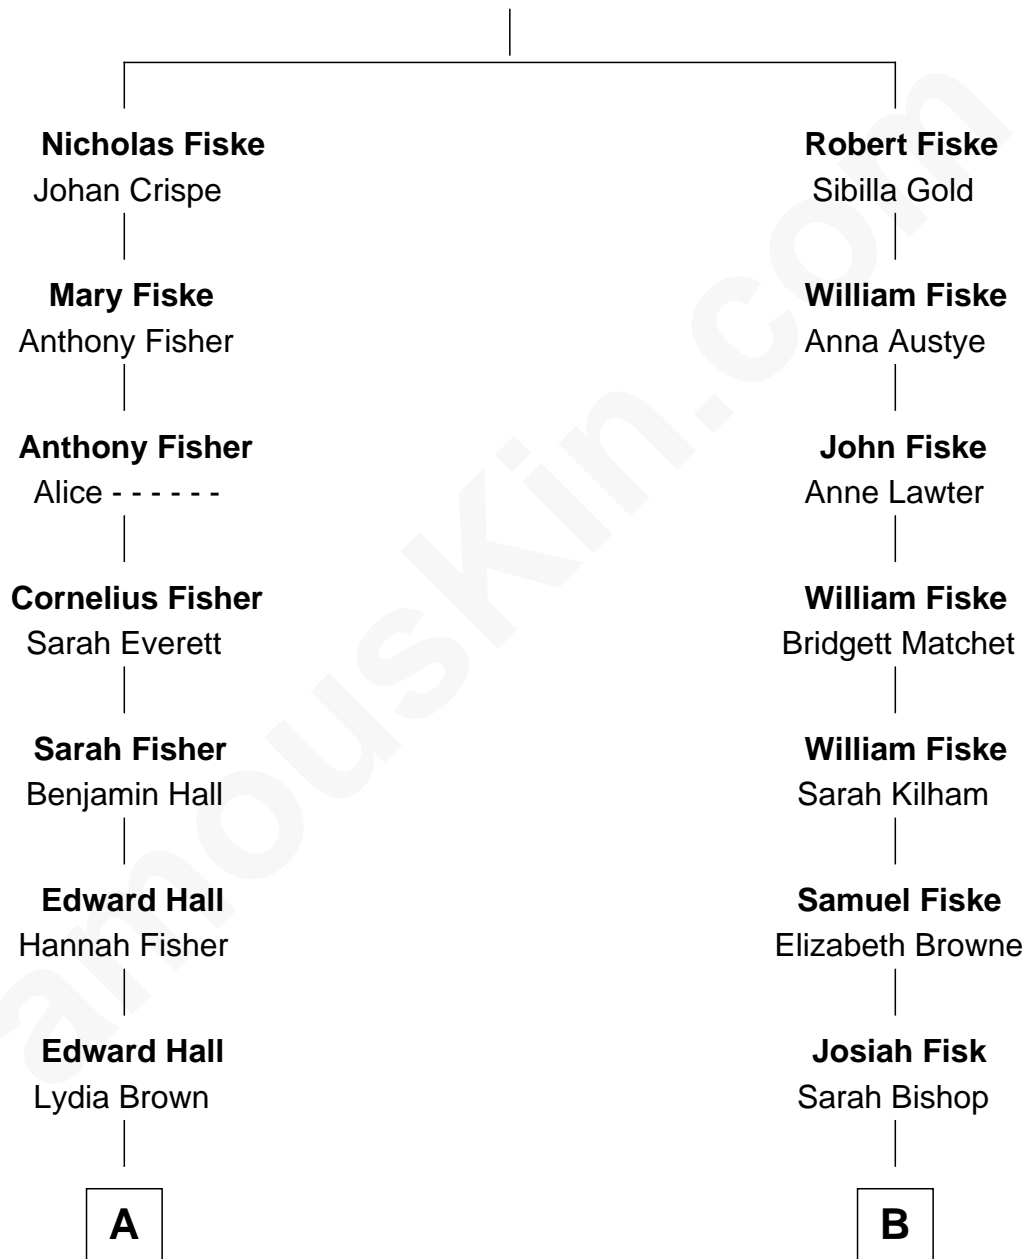 Nicholas Fiske
Johan Crispe
Mary Fiske
Anthony Fisher
Anthony Fisher
Alice - - - - - -
Cornelius Fisher
Sarah Everett
Sarah Fisher
Benjamin Hall
Edward Hall
Hannah Fisher
Edward Hall
Lydia Brown
A
Robert Fiske
Sibilla Gold
William Fiske
Anna Austye
John Fiske
Anne Lawter
William Fiske
Bridgett Matchet
William Fiske
Sarah Kilham
Samuel Fiske
Elizabeth Browne
Josiah Fisk
Sarah Bishop
B
amouskin.com